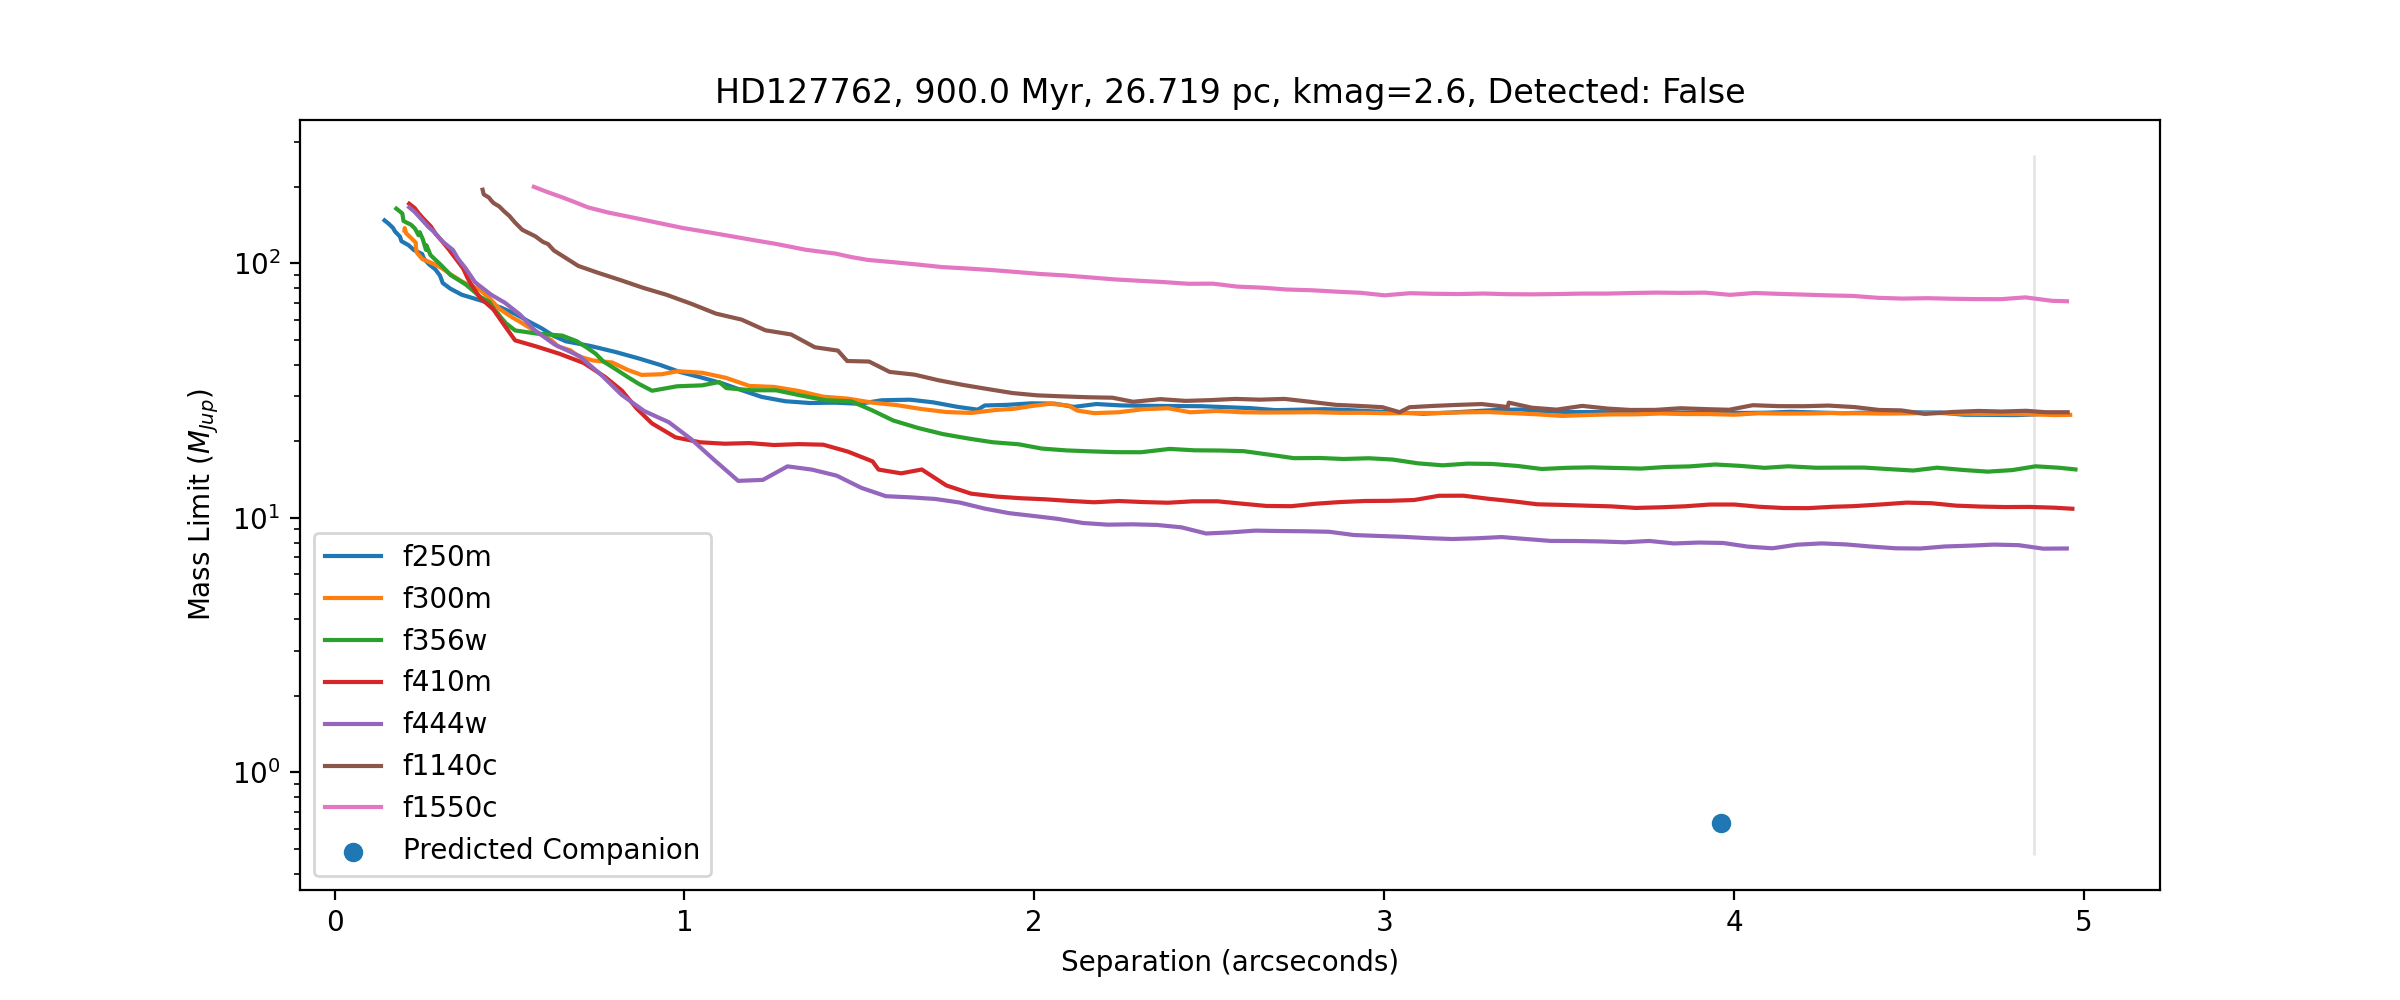 HD127762, 900.0 Myr, 26.719 pc, kmag=2.6, Detected: False
Mass Limit (M_Jup)
10²
10¹
10⁰
f250m
f300m
f356w
f410m
f444w
f1140c
f1550c
Predicted Companion
0 1 2 3 4 5
Separation (arcseconds)